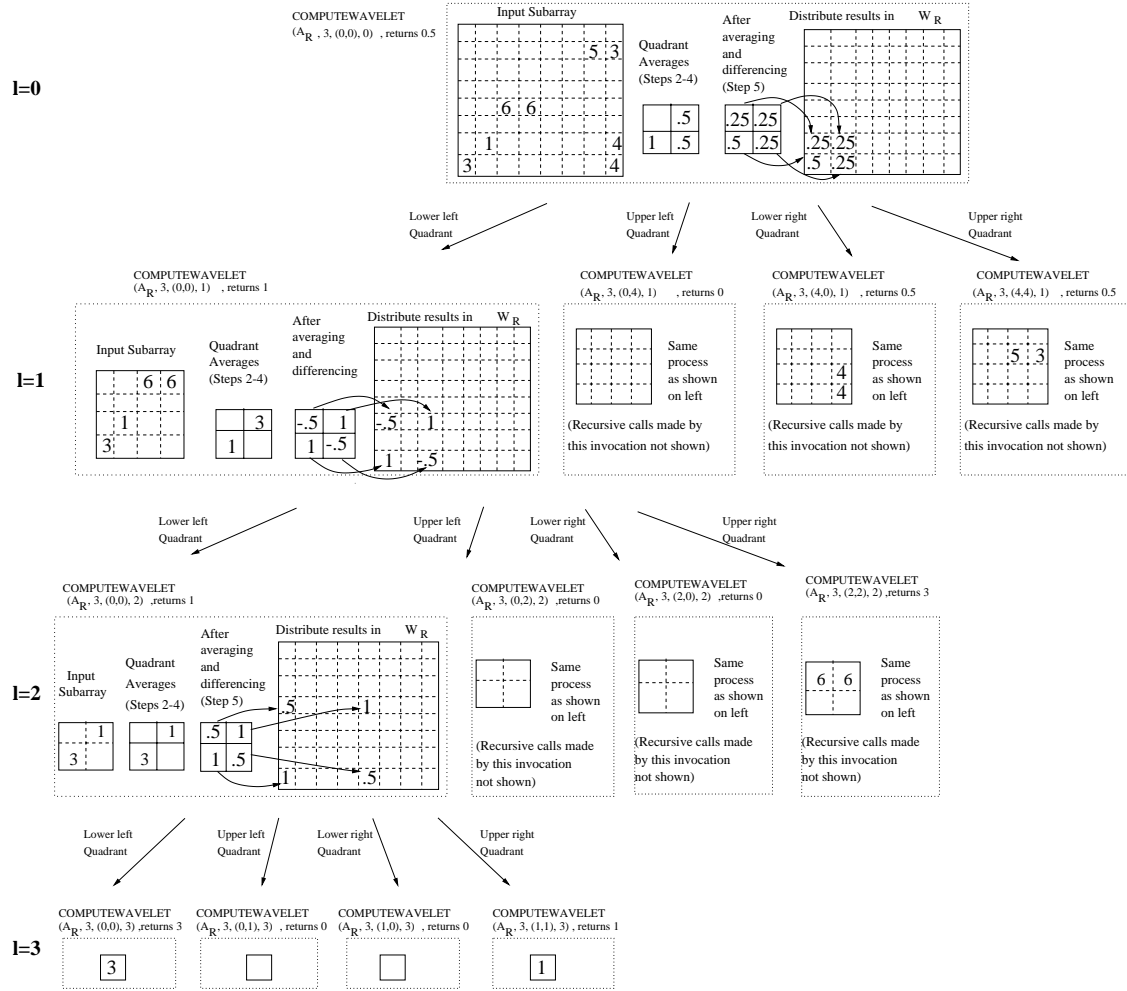 COMPUTEWAVELET
(A_R , 3, (0,0), 0) , returns 0.5
Input Subarray
After
averaging
and
differencing
(Step 5)
Distribute results in W_R
Quadrant
Averages
(Steps 2-4)
l=0
5 3
6 6
1 4
3 4
.5
1 .5
.25 .25
.5 .25
.25 .25
.5 .25
Lower left
Quadrant
Upper left
Quadrant
Lower right
Quadrant
Upper right
Quadrant
l=1
COMPUTEWAVELET
(A_R, 3, (0,0), 1) , returns 1
Input Subarray
Quadrant
Averages
(Steps 2-4)
After
averaging
and
differencing
Distribute results in W_R
6 6
1
3
3
1
-.5 1
1 -.5
-.5 1
1 -.5
COMPUTEWAVELET
(A_R, 3, (0,4), 1) , returns 0
Same
process
as shown
on left
(Recursive calls made by
this invocation not shown)
COMPUTEWAVELET
(A_R, 3, (4,0), 1) , returns 0.5
4
4
Same
process
as shown
on left
(Recursive calls made by
this invocation not shown)
COMPUTEWAVELET
(A_R, 3, (4,4), 1) , returns 0.5
5 3
Same
process
as shown
on left
(Recursive calls made by
this invocation not shown)
Lower left
Quadrant
Upper left
Quadrant
Lower right
Quadrant
Upper right
Quadrant
l=2
COMPUTEWAVELET
(A_R, 3, (0,0), 2) ,returns 1
Input
Subarray
Quadrant
Averages
(Steps 2-4)
After
averaging
and
differencing
(Step 5)
Distribute results in W_R
1
3
1
3
.5 1
1 .5
.5 1
1 .5
COMPUTEWAVELET
(A_R, 3, (0,2), 2) ,returns 0
Same
process
as shown
on left
(Recursive calls made
by this invocation
not shown)
COMPUTEWAVELET
(A_R, 3, (2,0), 2) ,returns 0
Same
process
as shown
on left
(Recursive calls made
by this invocation
not shown)
COMPUTEWAVELET
(A_R, 3, (2,2), 2) ,returns 3
6 6
Same
process
as shown
on left
(Recursive calls made
by this invocation
not shown)
Lower left
Quadrant
Upper left
Quadrant
Lower right
Quadrant
Upper right
Quadrant
l=3
COMPUTEWAVELET
(A_R, 3, (0,0), 3) ,returns 3
3
COMPUTEWAVELET
(A_R, 3, (0,1), 3) , returns 0
COMPUTEWAVELET
(A_R, 3, (1,0), 3) , returns 0
COMPUTEWAVELET
(A_R, 3, (1,1), 3) , returns 1
1